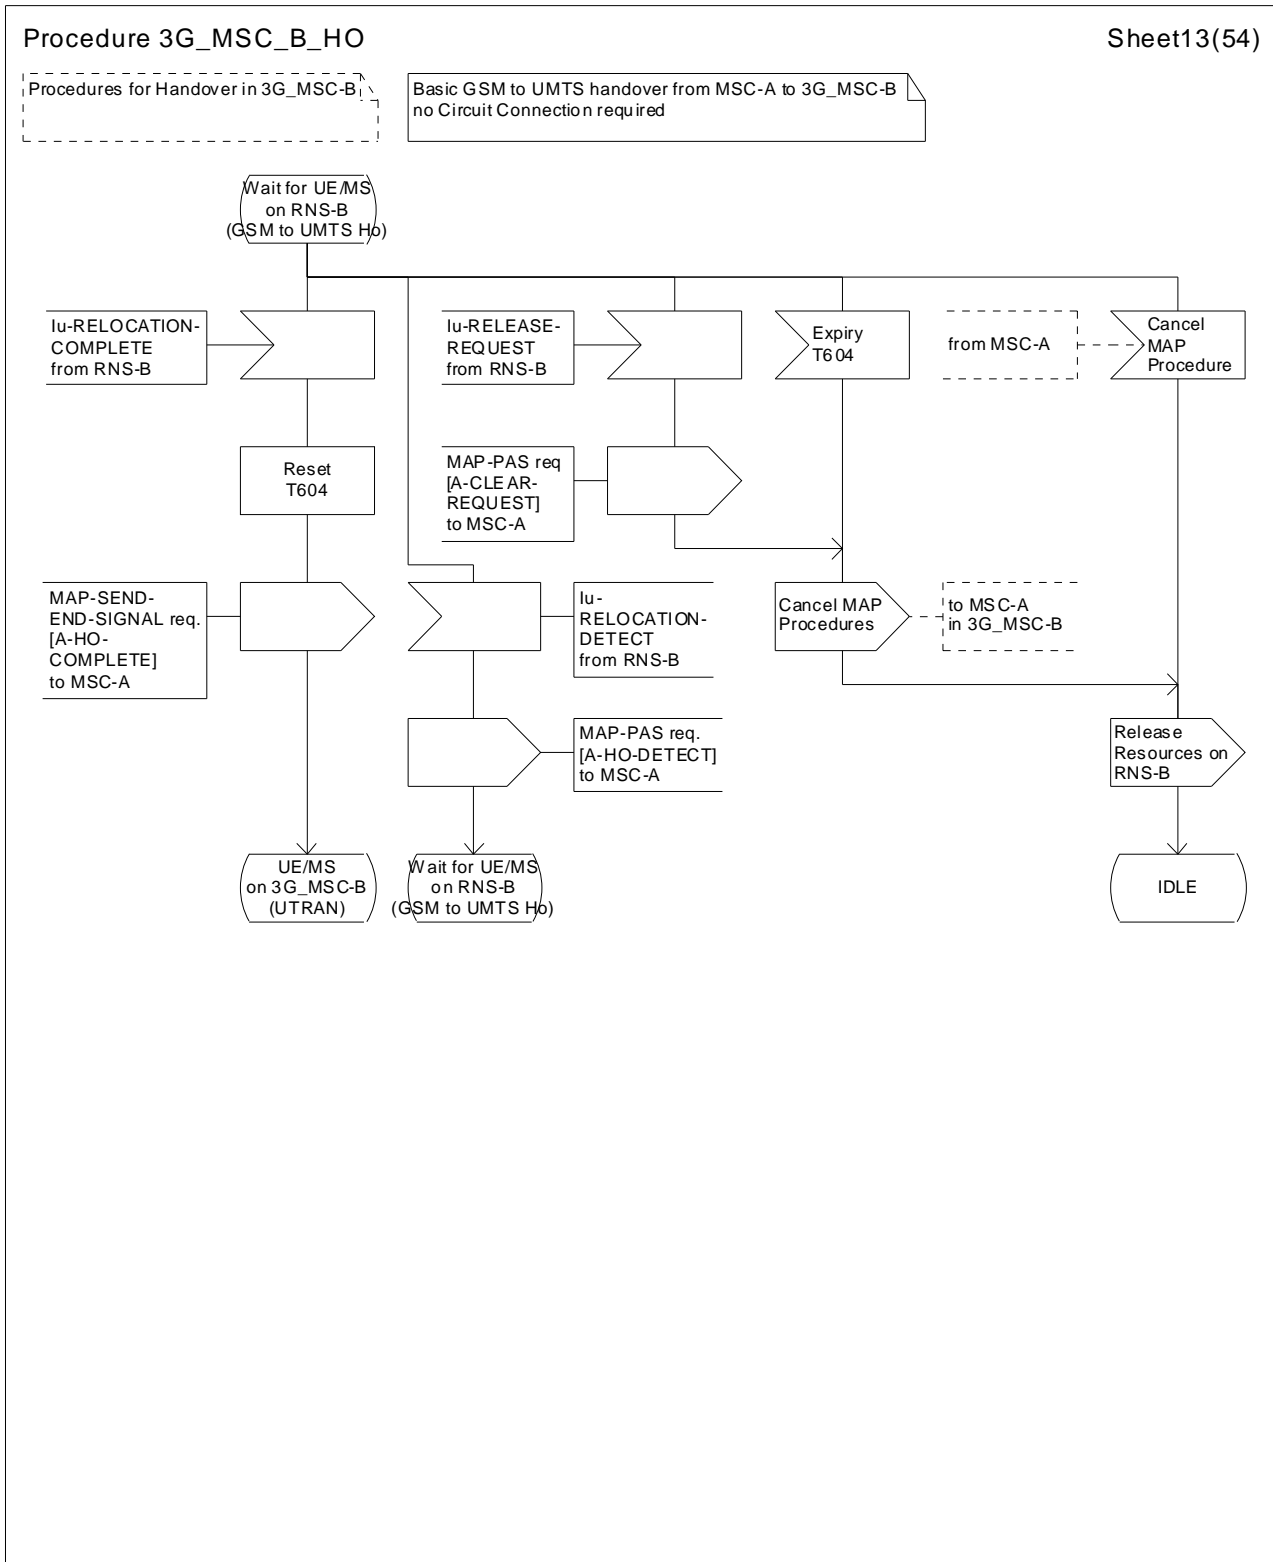 Procedure 3G_MSC_B_HO
Sheet13(54)
Procedures for Handover in 3G_MSC-B
Basic GSM to UMTS handover from MSC-A to 3G_MSC-B
no Circuit Connection required
Wait for UE/MS
on RNS-B
(GSM to UMTS Ho)
Iu-RELOCATION-
COMPLETE
from RNS-B
Iu-RELEASE-
REQUEST
from RNS-B
Expiry
T604
from MSC-A
Cancel
MAP
Procedure
Reset
T604
MAP-PAS req
[A-CLEAR-
REQUEST]
to MSC-A
MAP-SEND-
END-SIGNAL req.
[A-HO-
COMPLETE]
to MSC-A
Iu-
RELOCATION-
DETECT
from RNS-B
Cancel MAP
Procedures
to MSC-A
in 3G_MSC-B
MAP-PAS req.
[A-HO-DETECT]
to MSC-A
Release
Resources on
RNS-B
UE/MS
on 3G_MSC-B
(UTRAN)
Wait for UE/MS
on RNS-B
(GSM to UMTS Ho)
IDLE